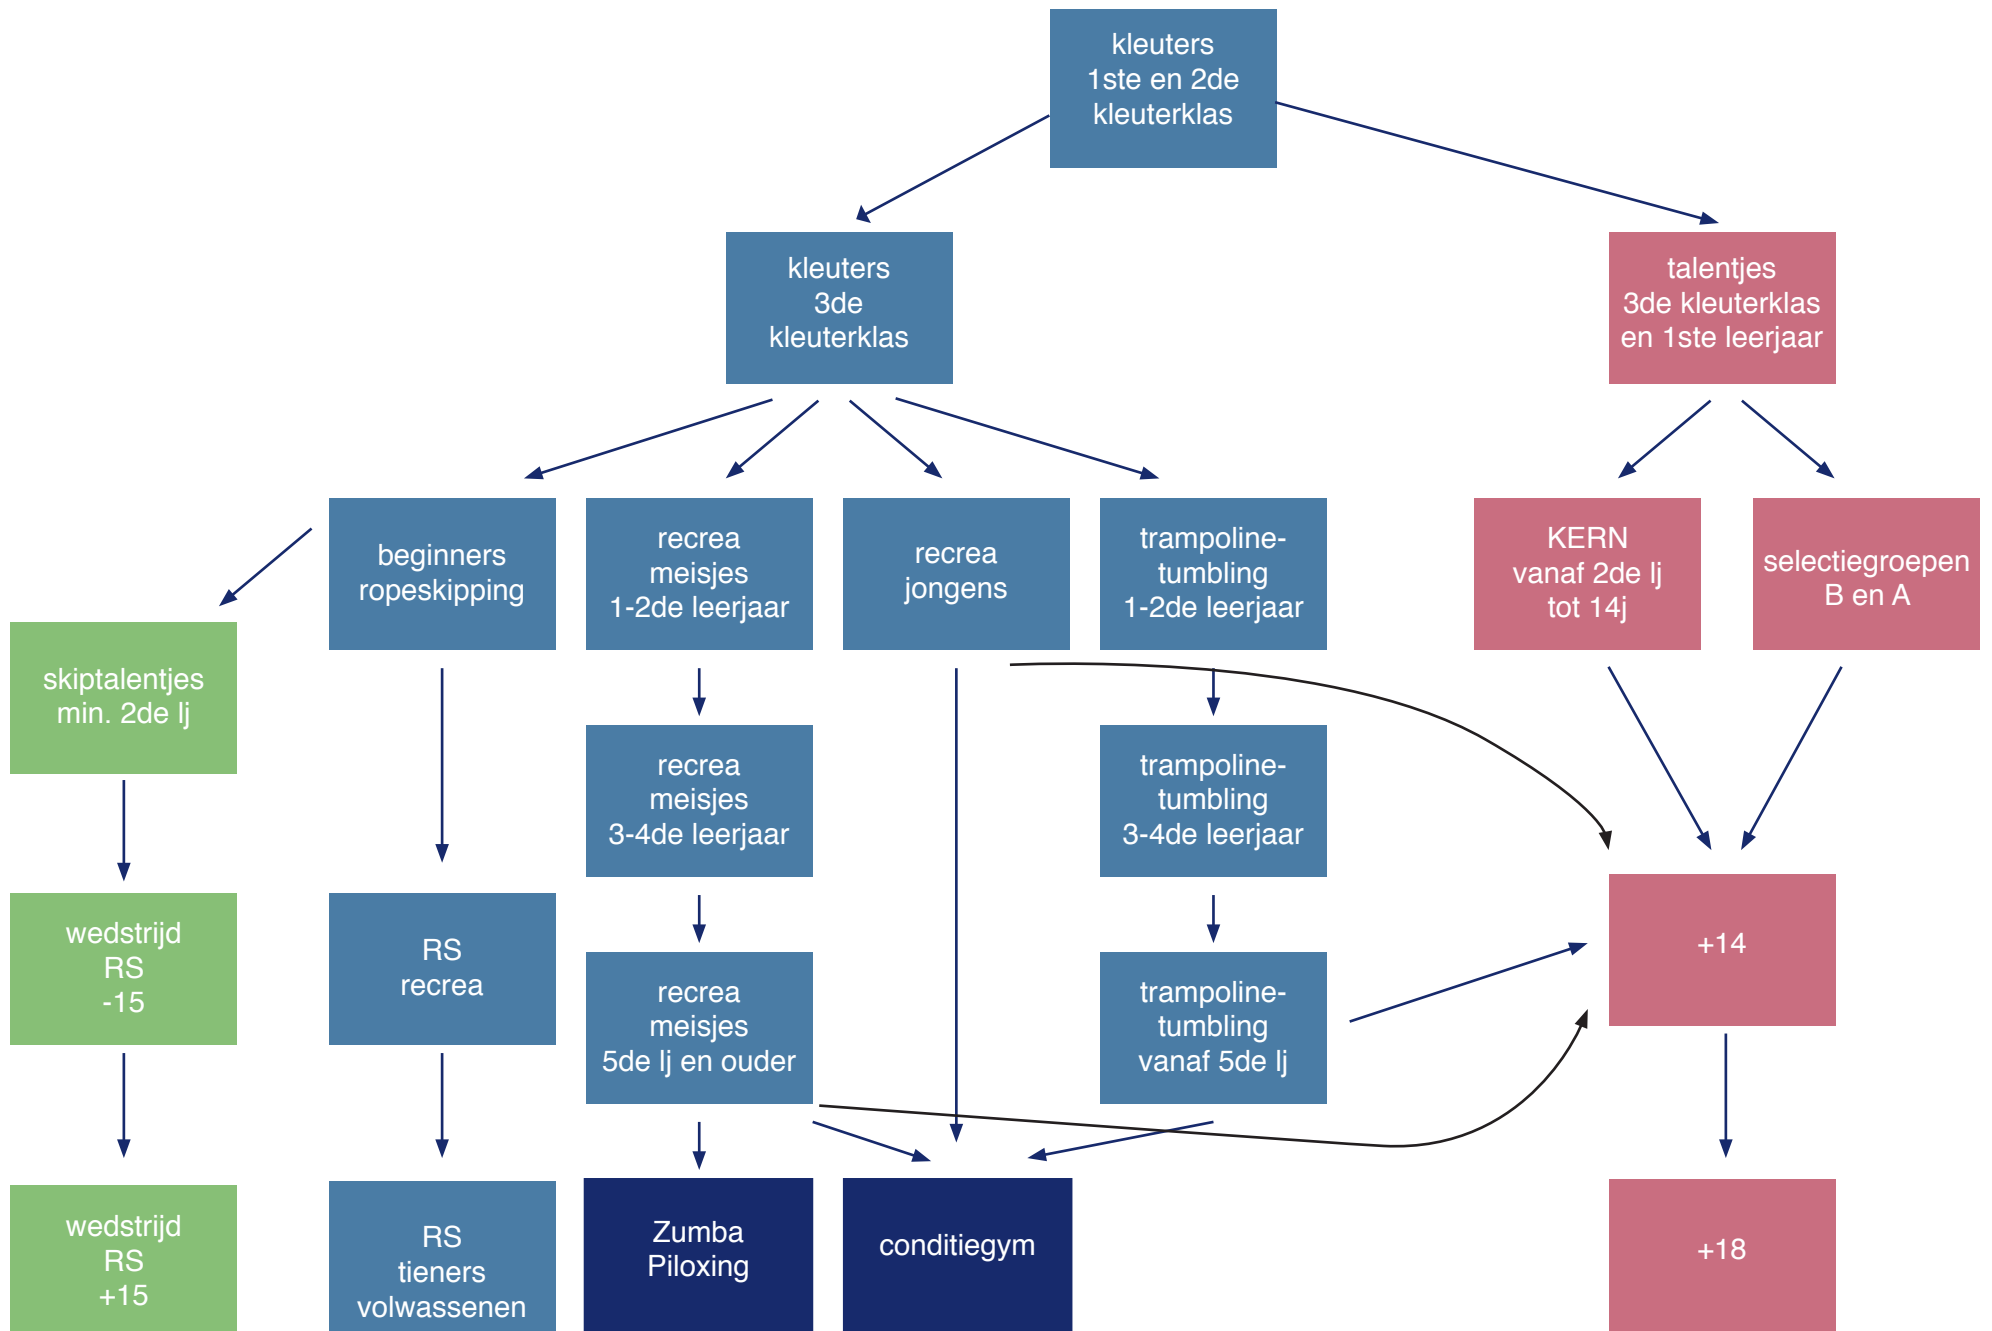 kleuters
1ste en 2de
kleuterklas
kleuters
3de
kleuterklas
talentjes
3de kleuterklas
en 1ste leerjaar
beginners
ropeskipping
recrea
meisjes
1-2de leerjaar
recrea
jongens
trampoline-
tumbling
1-2de leerjaar
KERN
vanaf 2de lj
tot 14j
selectiegroepen
B en A
skiptalentjes
min. 2de lj
recrea
meisjes
3-4de leerjaar
trampoline-
tumbling
3-4de leerjaar
wedstrijd
RS
-15
RS
recrea
recrea
meisjes
5de lj en ouder
trampoline-
tumbling
vanaf 5de lj
+14
wedstrijd
RS
+15
RS
tieners
volwassenen
Zumba
Piloxing
conditiegym
+18